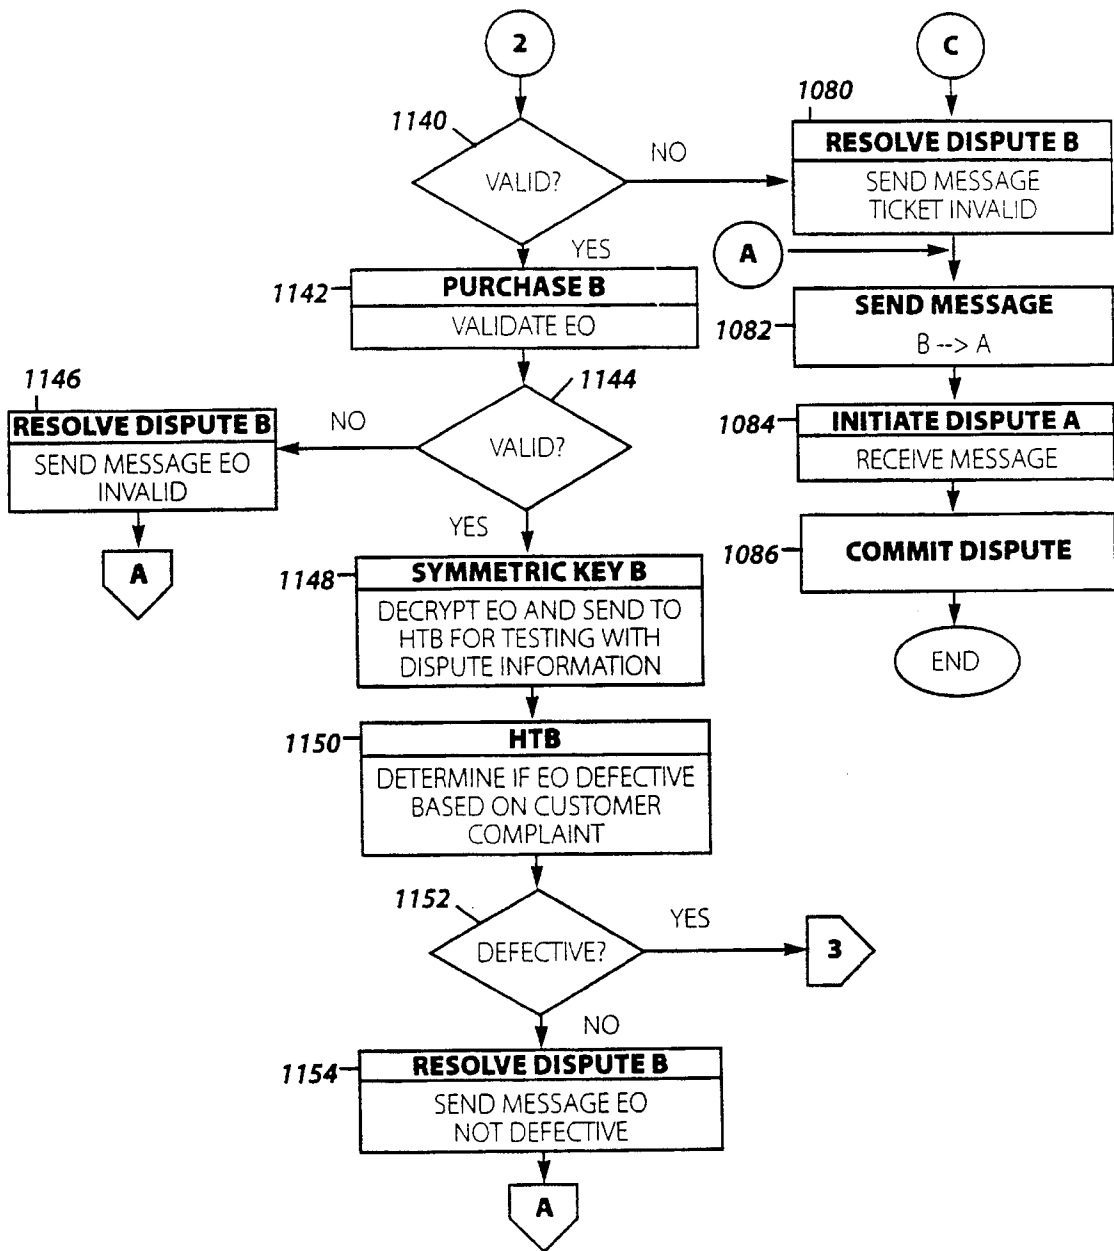 2
C
1080
1140
RESOLVE DISPUTE B
NO
VALID?
SEND MESSAGE
TICKET INVALID
YES
A
PURCHASE B
1142
VALIDATE EO
SEND MESSAGE
1082
B --> A
1146
1144
RESOLVE DISPUTE B
NO
VALID?
SEND MESSAGE EO
INVALID
INITIATE DISPUTE A
1084
RECEIVE MESSAGE
YES
1086
COMMIT DISPUTE
A
SYMMETRIC KEY B
1148
DECRYPT EO AND SEND TO
HTB FOR TESTING WITH
DISPUTE INFORMATION
END
HTB
1150
DETERMINE IF EO DEFECTIVE
BASED ON CUSTOMER
COMPLAINT
1152
YES
DEFECTIVE?
3
NO
RESOLVE DISPUTE B
1154
SEND MESSAGE EO
NOT DEFECTIVE
A